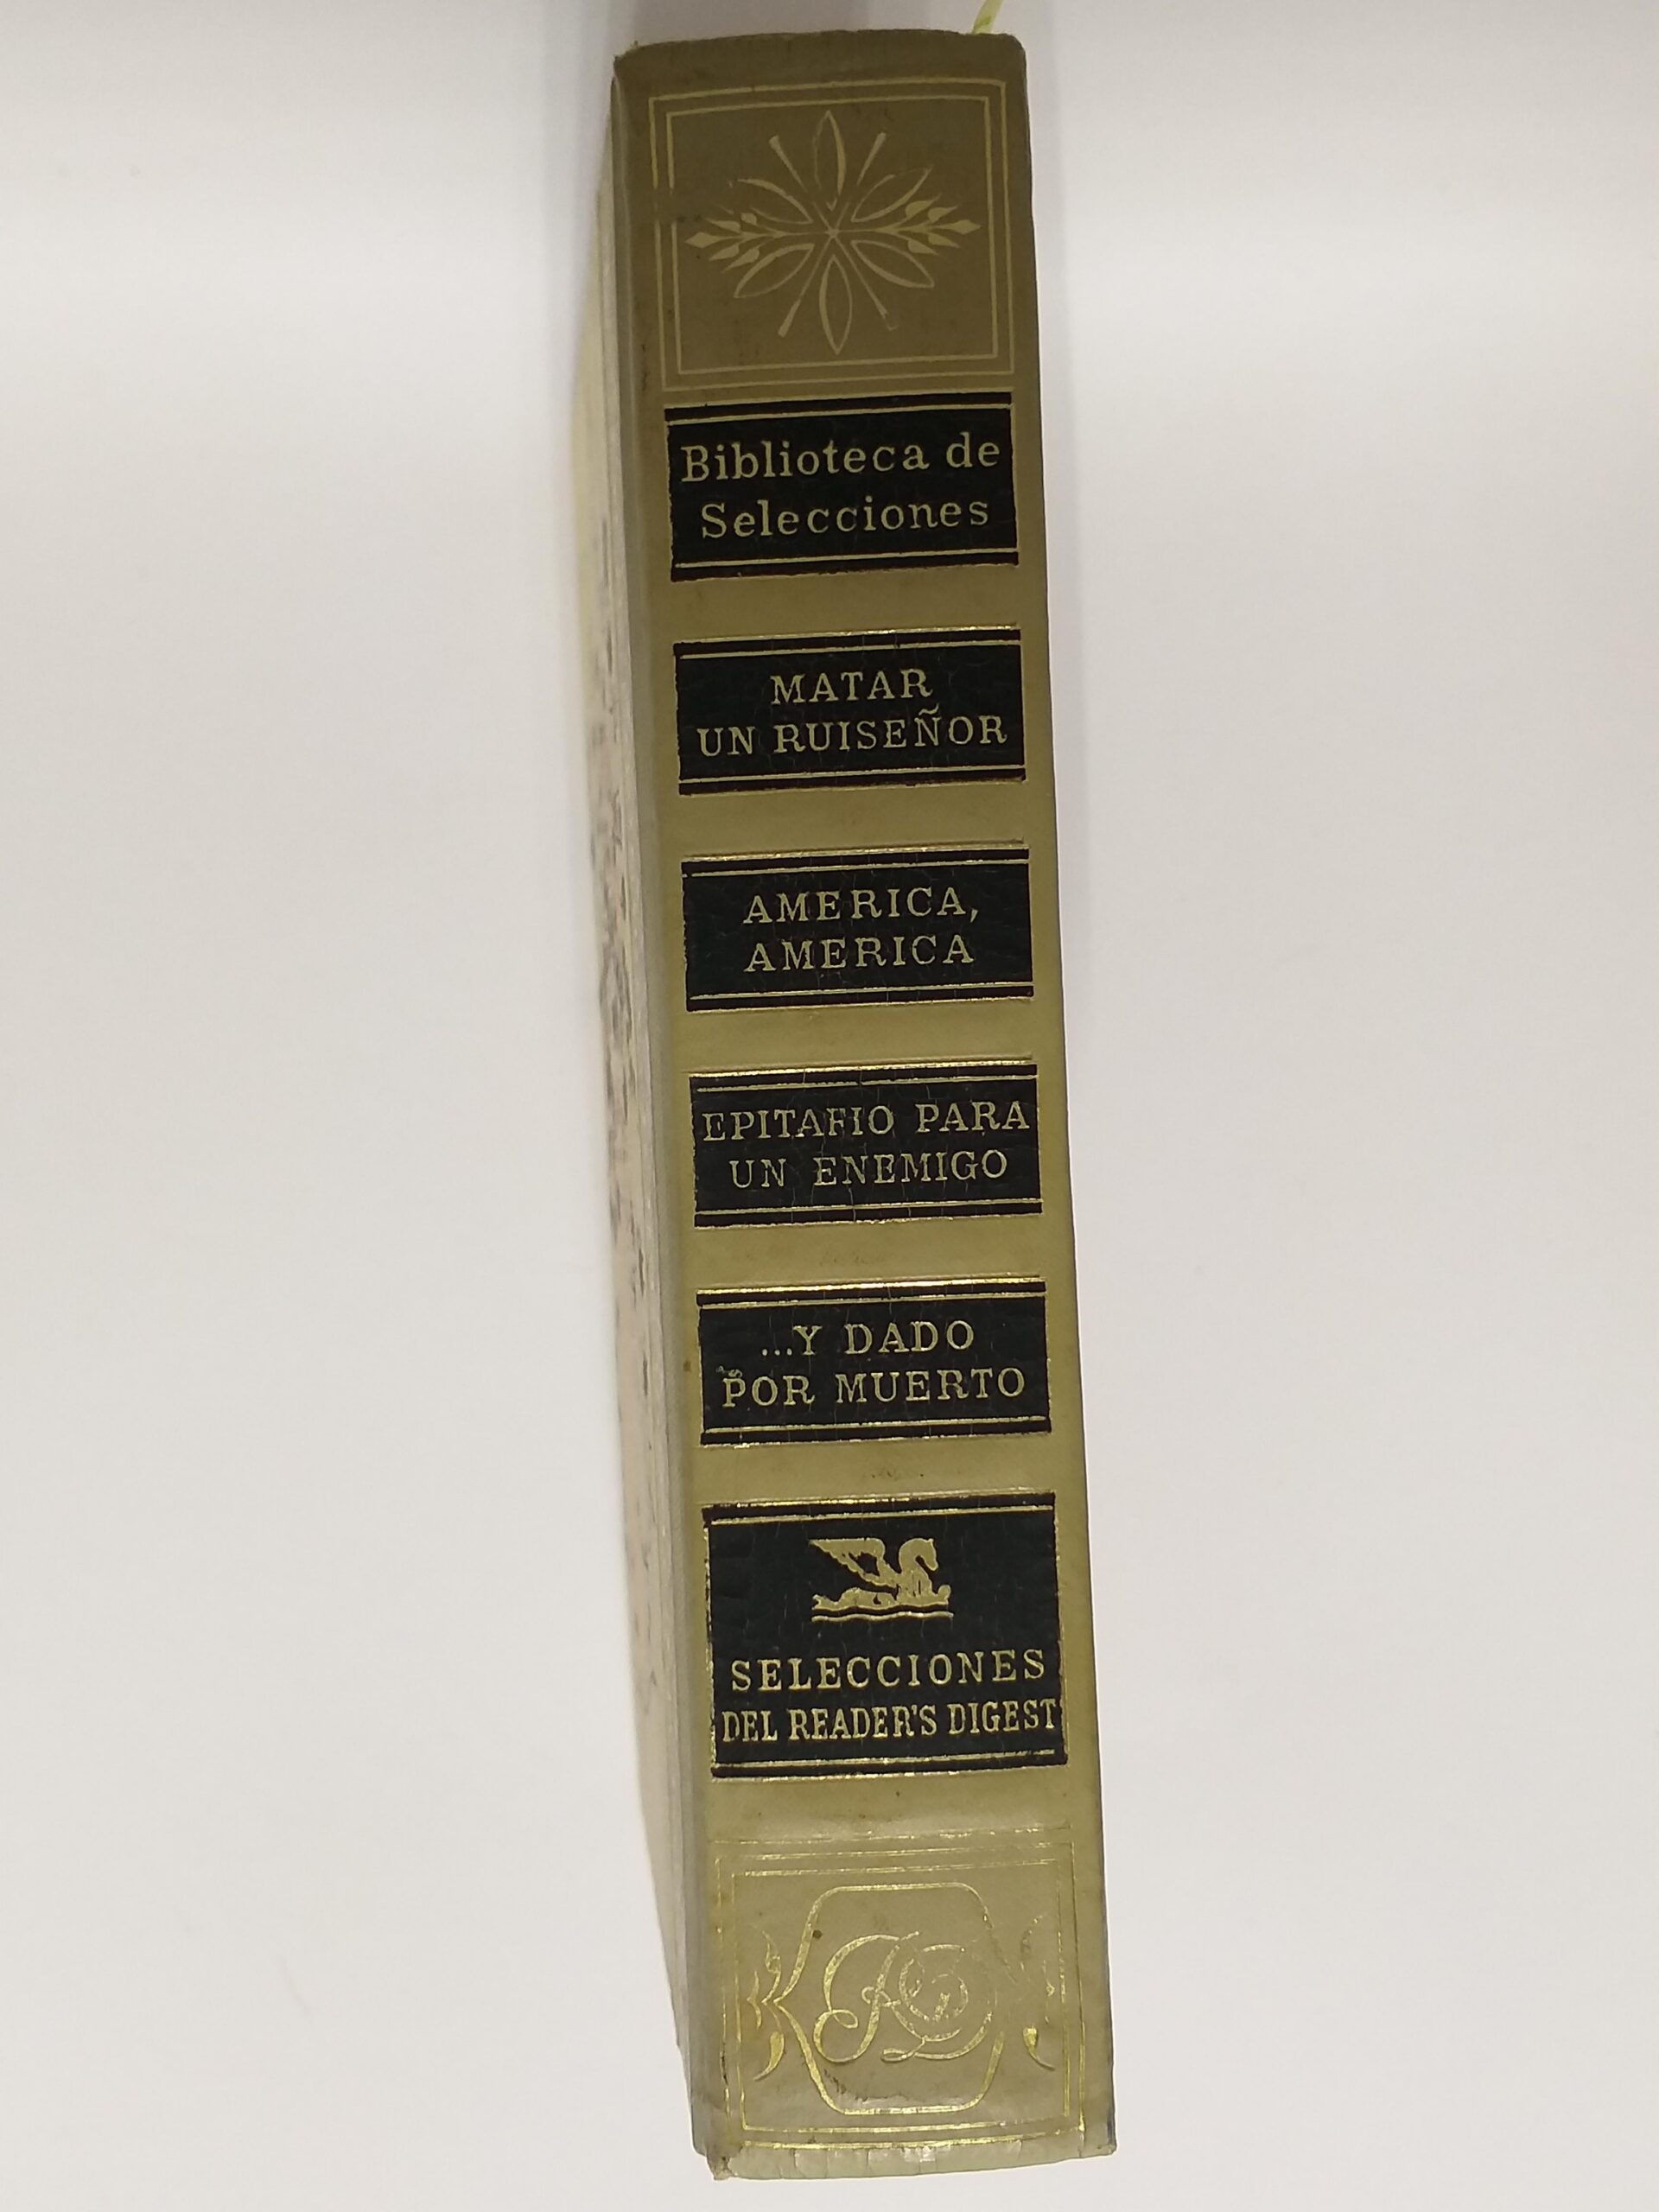 Biblioteca de
Selecciones
MATAR
UN RUISEÑOR
AMERICA,
AMERICA
EPITAFIO PARA
UN ENEMIGO
...Y DADO
POR MUERTO
SELECCIONES
DEL READER'S DIGEST
RD